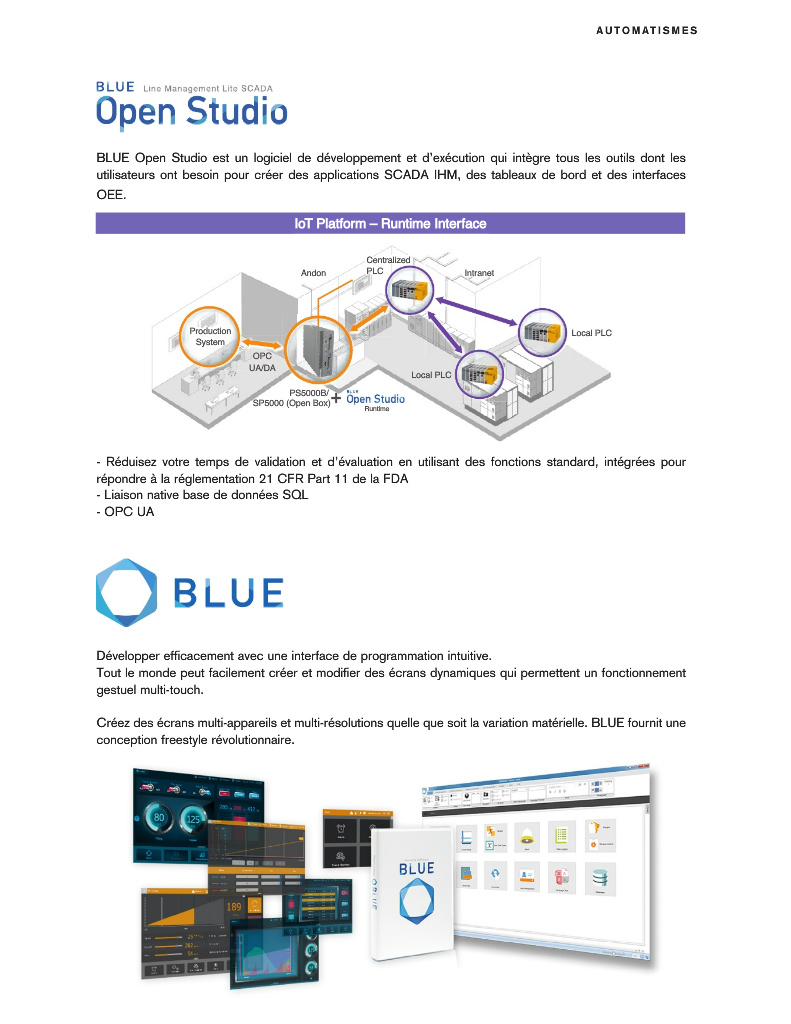 AUTOMATISMES
BLUE Line Management Lite SCADA
Open Studio
BLUE Open Studio est un logiciel de développement et d'exécution qui intègre tous les outils dont les
utilisateurs ont besoin pour créer des applications SCADA IHM, des tableaux de bord et des interfaces
OEE.
IoT Platform – Runtime Interface
Centralized
PLC
Andon
Intranet
Production
System
Local PLC
OPC
UA/DA
Local PLC
PS5000B/
SP5000 (Open Box)
+
BLUE
Open Studio
Runtime
- Réduisez votre temps de validation et d'évaluation en utilisant des fonctions standard, intégrées pour
répondre à la réglementation 21 CFR Part 11 de la FDA
- Liaison native base de données SQL
- OPC UA
BLUE
Développer efficacement avec une interface de programmation intuitive.
Tout le monde peut facilement créer et modifier des écrans dynamiques qui permettent un fonctionnement
gestuel multi-touch.
Créez des écrans multi-appareils et multi-résolutions quelle que soit la variation matérielle. BLUE fournit une
conception freestyle révolutionnaire.
80
125
189
BLUE
BLUE